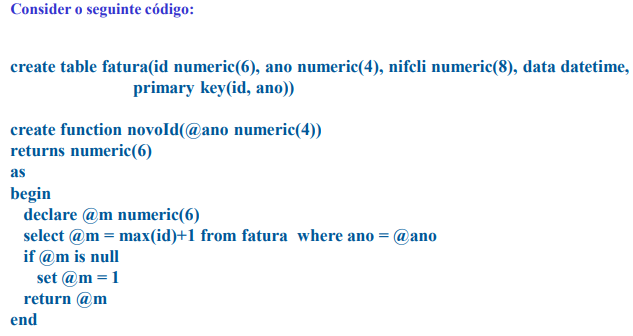 Consider o seguinte código:
create table fatura(id numeric(6), ano numeric(4), nifcli numeric(8), data datetime,
primary key(id, ano))
create function novoId(@ano numeric(4))
returns numeric(6)
as
begin
declare @m numeric(6)
select @m = max(id)+1 from fatura where ano = @ano
if @m is null
set @m = 1
return @m
end